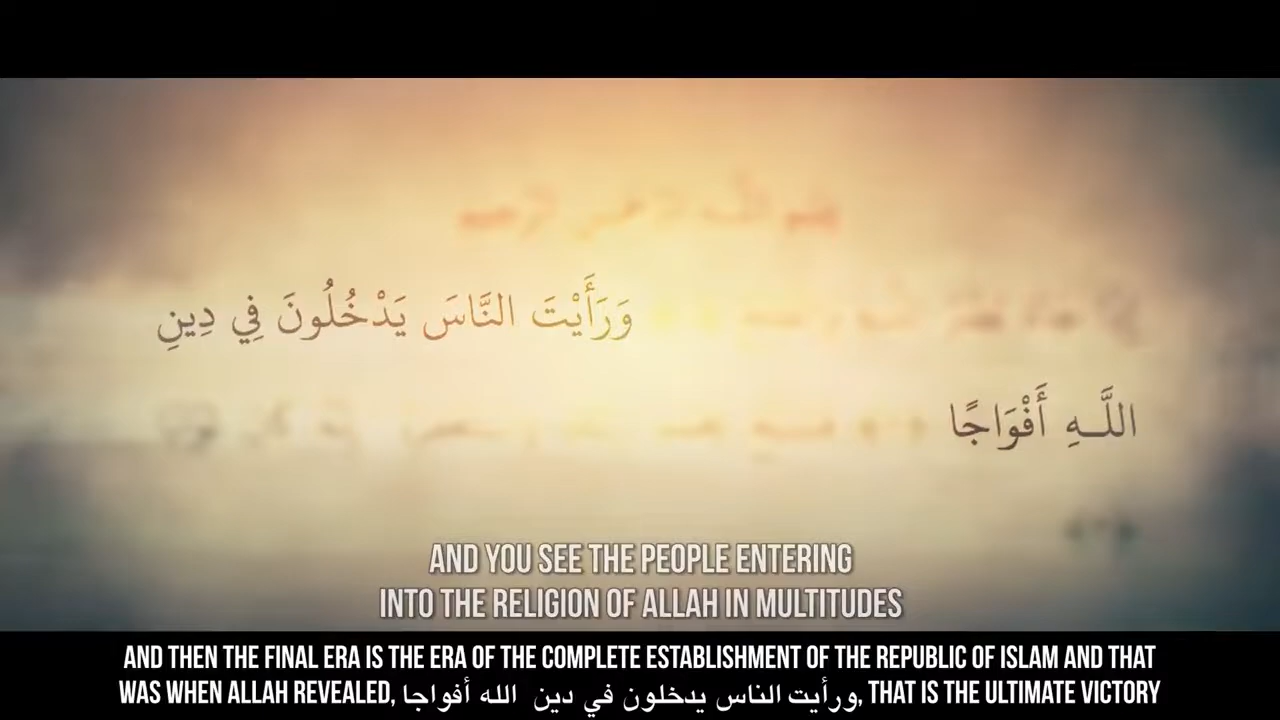 وَرَأَيْتَ النَّاسَ يَدْخُلُونَ فِي دِينِ
اللَّـهِ أَفْوَاجًا
AND YOU SEE THE PEOPLE ENTERING
INTO THE RELIGION OF ALLAH IN MULTITUDES
AND THEN THE FINAL ERA IS THE ERA OF THE COMPLETE ESTABLISHMENT OF THE REPUBLIC OF ISLAM AND THAT
WAS WHEN ALLAH REVEALED, ورأيت الناس يدخلون في دين الله أفواجا, THAT IS THE ULTIMATE VICTORY